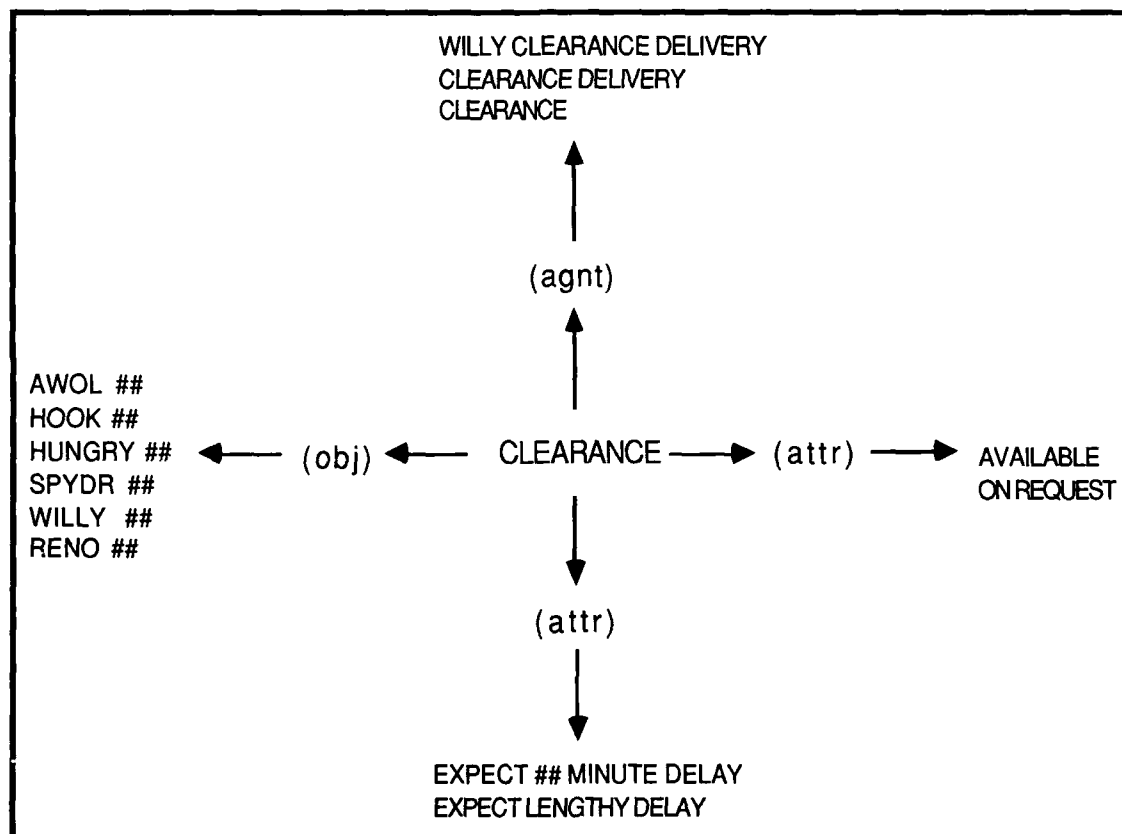 WILLY CLEARANCE DELIVERY
CLEARANCE DELIVERY
CLEARANCE
(agnt)
AWOL ##
HOOK ##
HUNGRY ##
SPYDR ##
WILLY ##
RENO ##
(obj)
CLEARANCE
(attr)
AVAILABLE
ON REQUEST
(attr)
EXPECT ## MINUTE DELAY
EXPECT LENGTHY DELAY